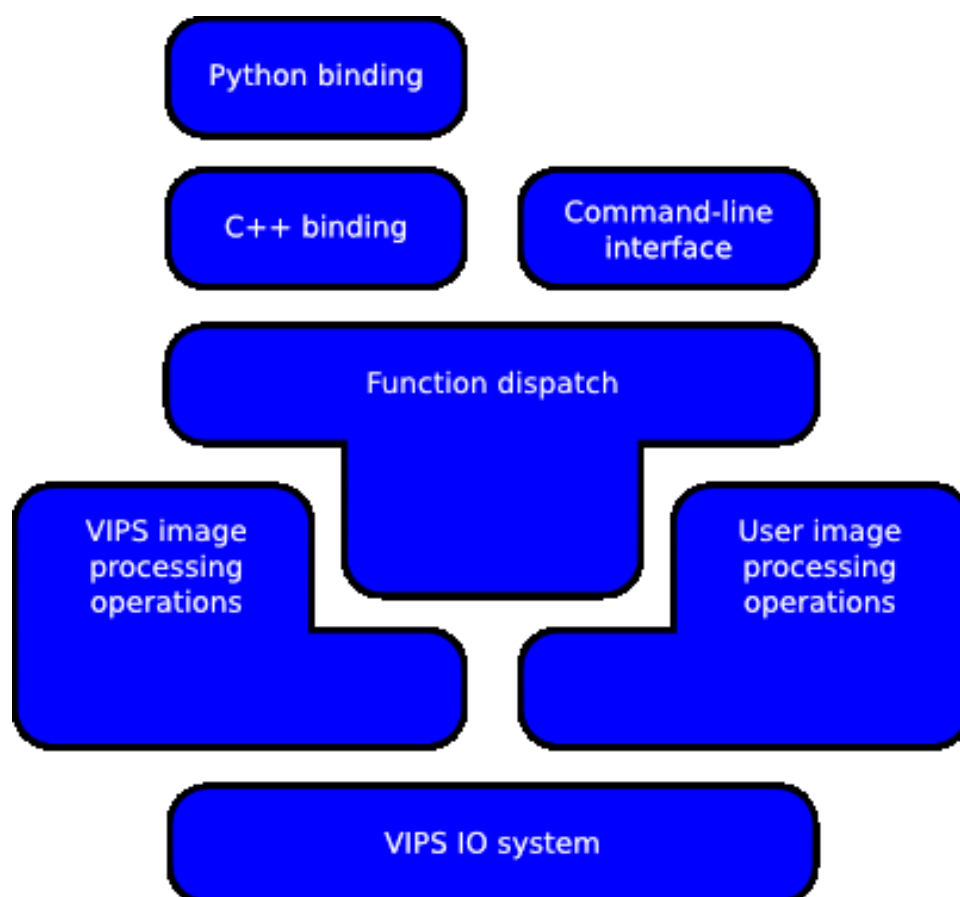 Python binding
C++ binding
Command-line
interface
Function dispatch
VIPS image
processing
operations
User image
processing
operations
VIPS IO system